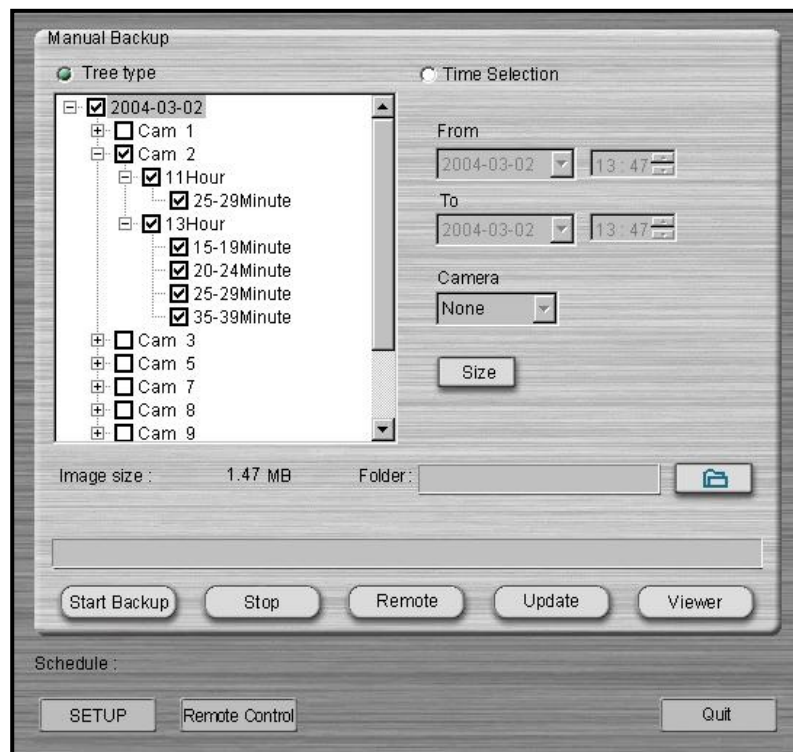 Manual Backup
Tree type
Time Selection
2004-03-02
Cam 1
Cam 2
11Hour
25-29Minute
13Hour
15-19Minute
20-24Minute
25-29Minute
35-39Minute
Cam 3
Cam 5
Cam 7
Cam 8
Cam 9
From
2004-03-02 13:47
To
2004-03-02 13:47
Camera
None
Size
Image size : 1.47 MB
Folder :
Start Backup Stop Remote Update Viewer
Schedule :
SETUP Remote Control Quit